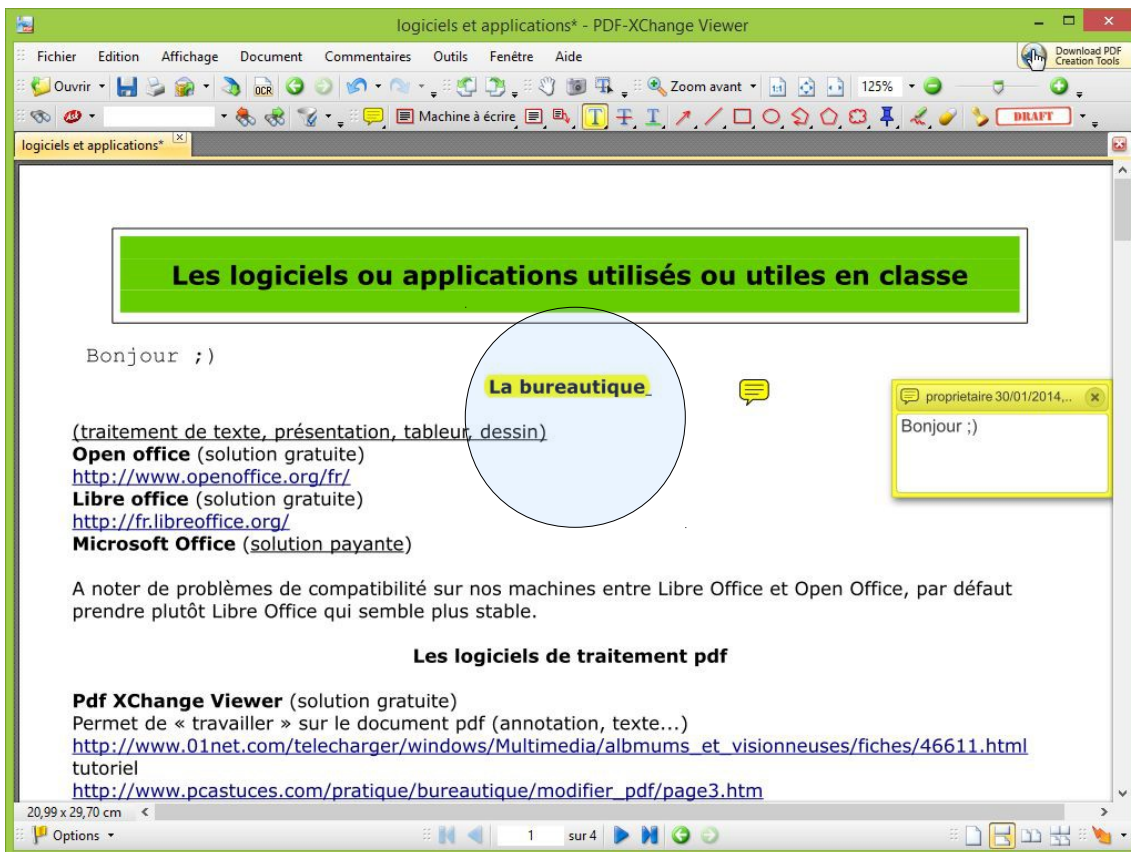 logiciels et applications* - PDF-XChange Viewer
Fichier Edition Affichage Document Commentaires Outils Fenêtre Aide
Download PDF
Creation Tools
Ouvrir OCR Zoom avant 1:1 125%
Machine à écrire T T T DRAFT
logiciels et applications*
Les logiciels ou applications utilisés ou utiles en classe
Bonjour ;)
La bureautique
proprietaire 30/01/2014,..
Bonjour ;)
(traitement de texte, présentation, tableur, dessin)
Open office (solution gratuite)
http://www.openoffice.org/fr/
Libre office (solution gratuite)
http://fr.libreoffice.org/
Microsoft Office (solution payante)
A noter de problèmes de compatibilité sur nos machines entre Libre Office et Open Office, par défaut
prendre plutôt Libre Office qui semble plus stable.
Les logiciels de traitement pdf
Pdf XChange Viewer (solution gratuite)
Permet de « travailler » sur le document pdf (annotation, texte...)
http://www.01net.com/telecharger/windows/Multimedia/albmums_et_visionneuses/fiches/46611.html
tutoriel
http://www.pcastuces.com/pratique/bureautique/modifier_pdf/page3.htm
20,99 x 29,70 cm
Options 1 sur 4